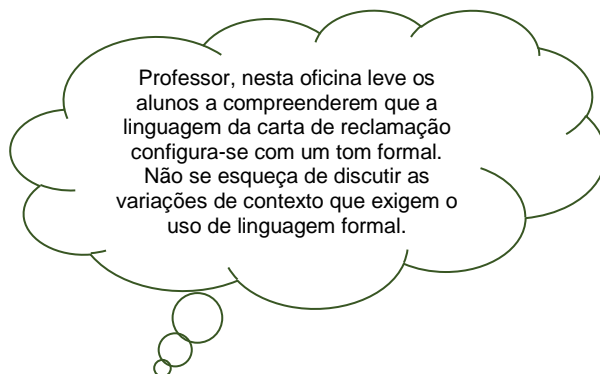 Professor, nesta oficina leve os
alunos a compreenderem que a
linguagem da carta de reclamação
configura-se com um tom formal.
Não se esqueça de discutir as
variações de contexto que exigem o
uso de linguagem formal.